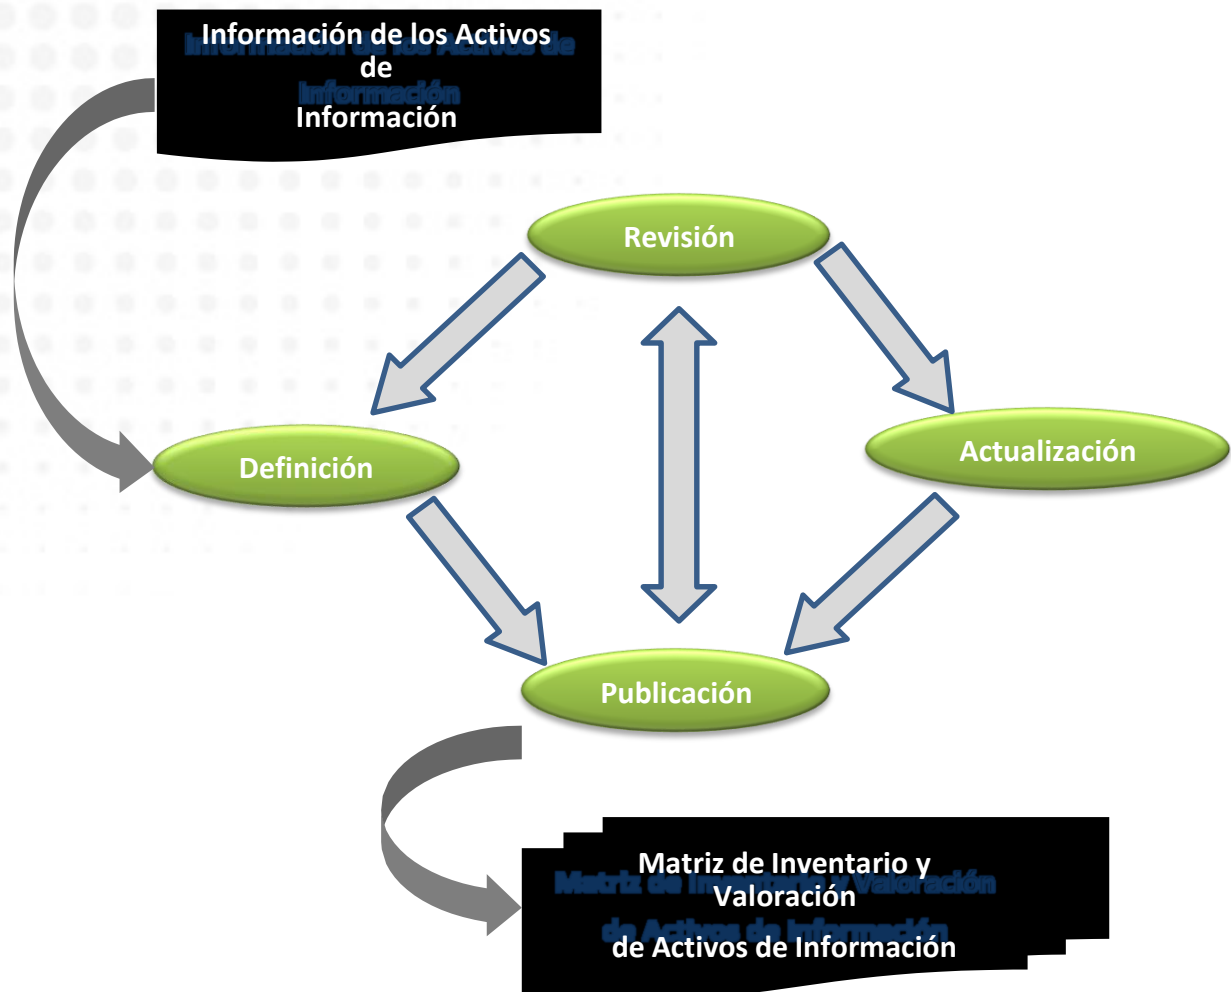 Información de los Activos
de
Información
Revisión
Definición
Actualización
Publicación
Matriz de Inventario y
Valoración
de Activos de Información